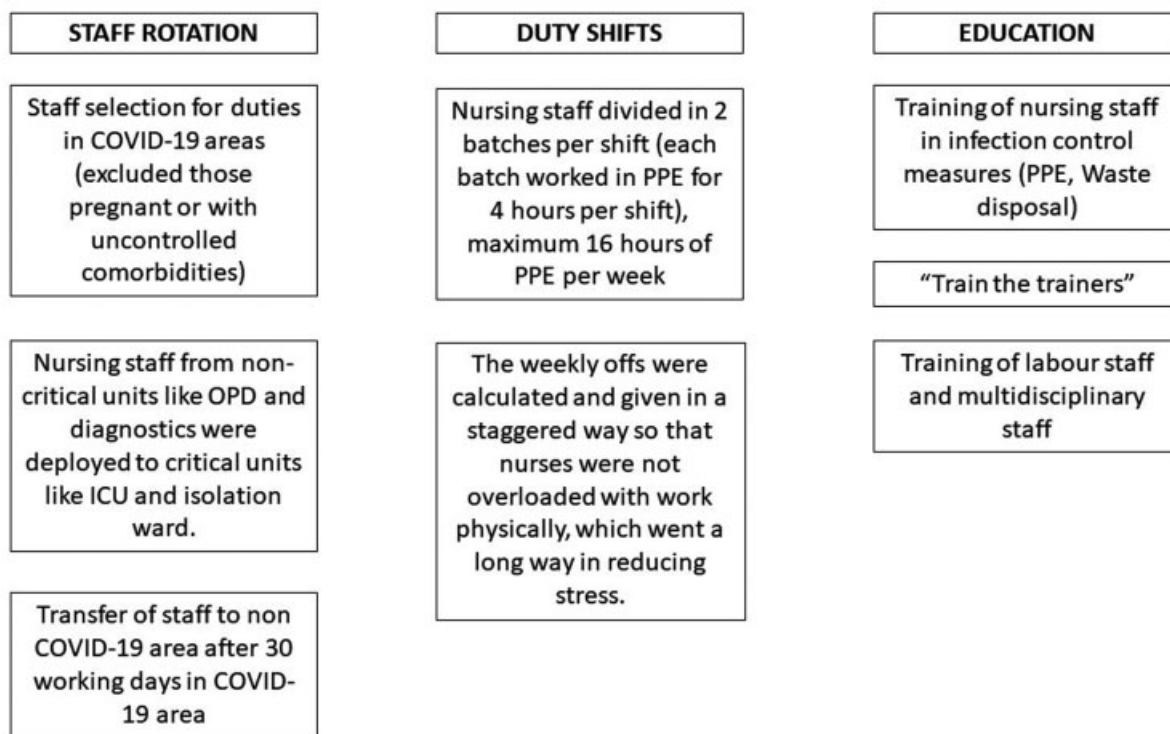 STAFF ROTATION
Staff selection for duties
in COVID-19 areas
(excluded those
pregnant or with
uncontrolled
comorbidities)
Nursing staff from non-
critical units like OPD and
diagnostics were
deployed to critical units
like ICU and isolation
ward.
Transfer of staff to non
COVID-19 area after 30
working days in COVID-
19 area
DUTY SHIFTS
Nursing staff divided in 2
batches per shift (each
batch worked in PPE for
4 hours per shift),
maximum 16 hours of
PPE per week
The weekly offs were
calculated and given in a
staggered way so that
nurses were not
overloaded with work
physically, which went a
long way in reducing
stress.
EDUCATION
Training of nursing staff
in infection control
measures (PPE, Waste
disposal)
“Train the trainers”
Training of labour staff
and multidisciplinary
staff